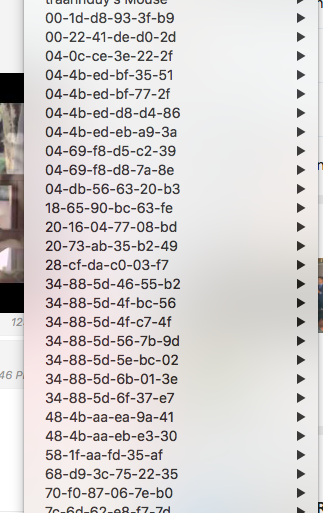 Mouse
00-1d-d8-93-3f-b9
00-22-41-de-d0-2d
04-0c-ce-3e-22-2f
04-4b-ed-bf-35-51
04-4b-ed-bf-77-2f
04-4b-ed-d8-d4-86
04-4b-ed-eb-a9-3a
04-69-f8-d5-c2-39
04-69-f8-d8-7a-8e
04-db-56-63-20-b3
18-65-90-bc-63-fe
20-16-04-77-08-bd
20-73-ab-35-b2-49
28-cf-da-c0-03-f7
34-88-5d-46-55-b2
34-88-5d-4f-bc-56
34-88-5d-4f-c7-4f
34-88-5d-56-7b-9d
34-88-5d-5e-bc-02
34-88-5d-6b-01-3e
34-88-5d-6f-37-e7
48-4b-aa-ea-9a-41
48-4b-aa-eb-e3-30
58-1f-aa-fd-35-af
68-d9-3c-75-22-35
70-f0-87-06-7e-b0
7c-6d-62-e8-f7-7d
12
46 P